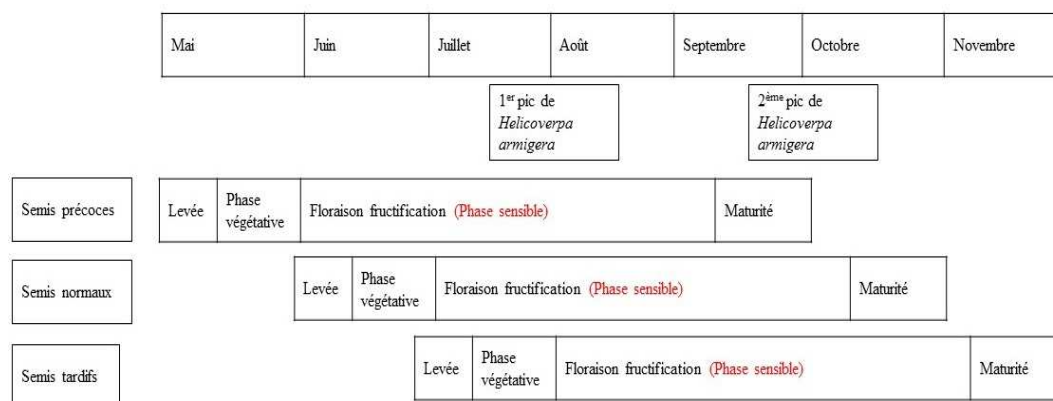 Mai Juin Juillet Août Septembre Octobre Novembre
1er pic de
Helicoverpa
armigera
2ème pic de
Helicoverpa
armigera
Semis précoces
Levée
Phase
végétative
Floraison fructification (Phase sensible)
Maturité
Semis normaux
Levée
Phase
végétative
Floraison fructification (Phase sensible)
Maturité
Semis tardifs
Levée
Phase
végétative
Floraison fructification (Phase sensible)
Maturité